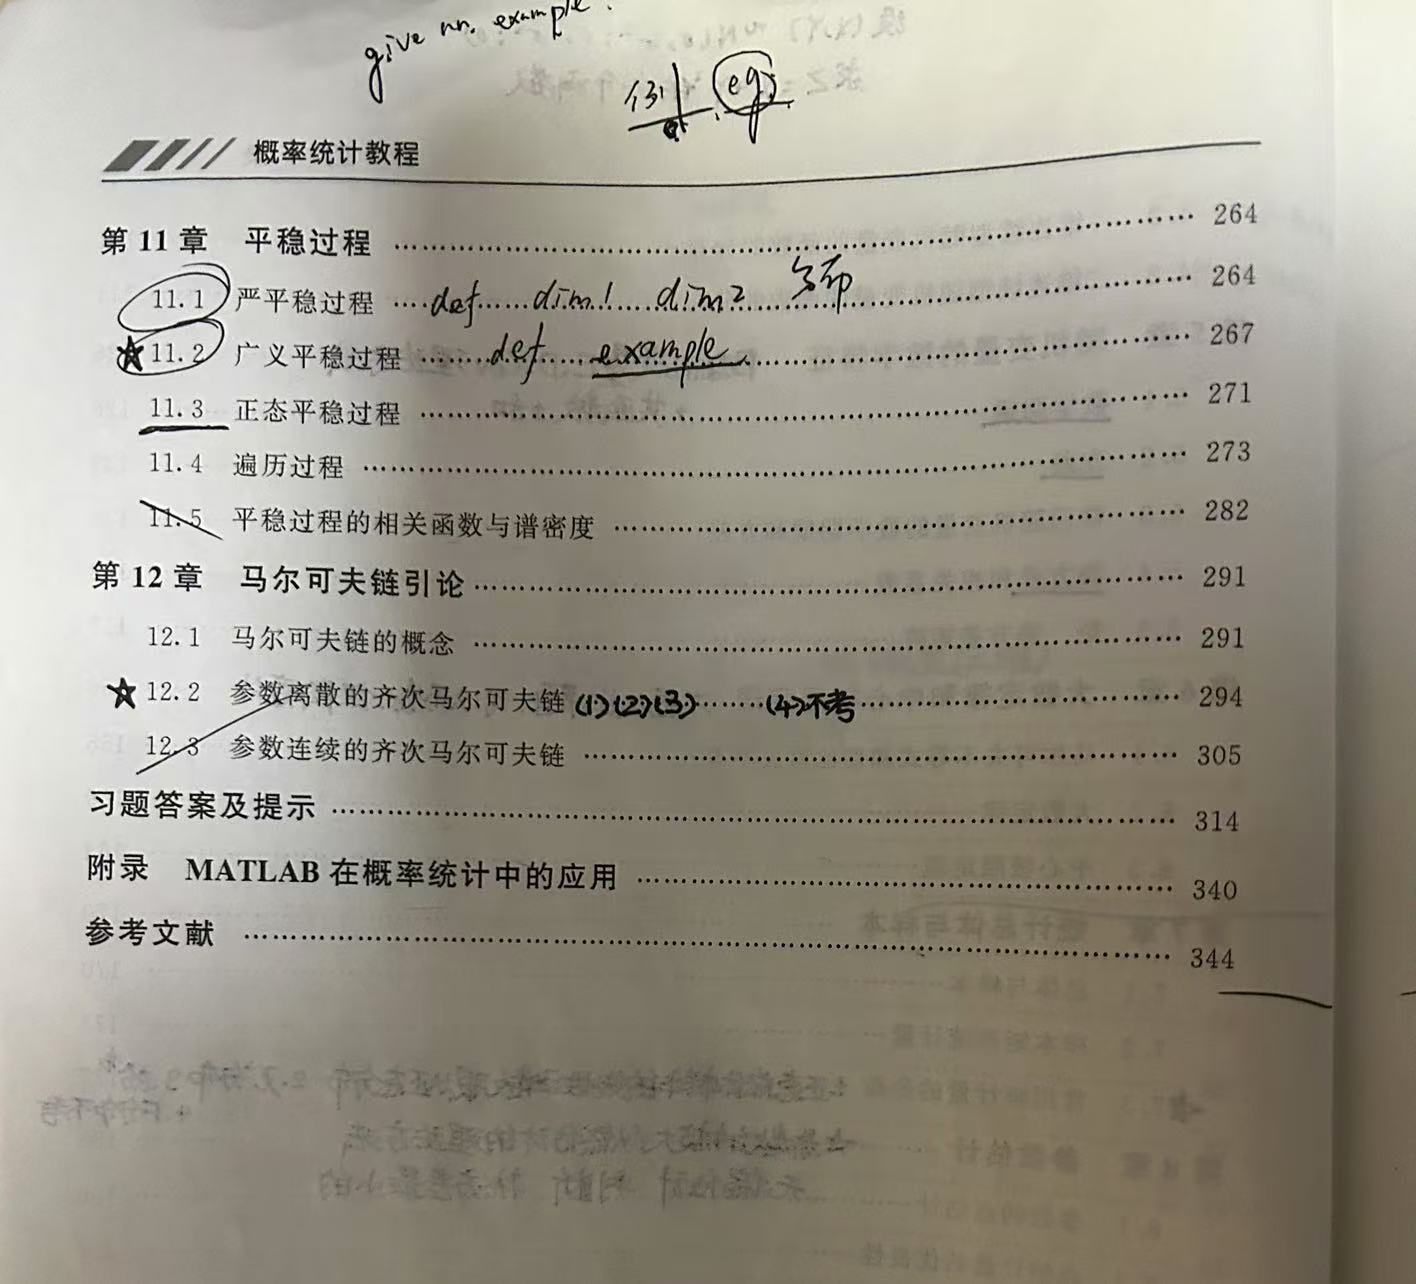 give an example.
例 eg
概率统计教程
第 11 章 平稳过程 …… 264
11.1 严平稳过程 …… def …… dim1 …… dim2 …… 分布 …… 264
★ 11.2 广义平稳过程 …… def …… example …… 267
11.3 正态平稳过程 …… 271
11.4 遍历过程 …… 273
11.5 平稳过程的相关函数与谱密度 …… 282
第 12 章 马尔可夫链引论 …… 291
12.1 马尔可夫链的概念 …… 291
★ 12.2 参数离散的齐次马尔可夫链 (1)(2)(3) …… (4)不考 …… 294
12.3 参数连续的齐次马尔可夫链 …… 305
习题答案及提示 …… 314
附录 MATLAB 在概率统计中的应用 …… 340
参考文献 …… 344